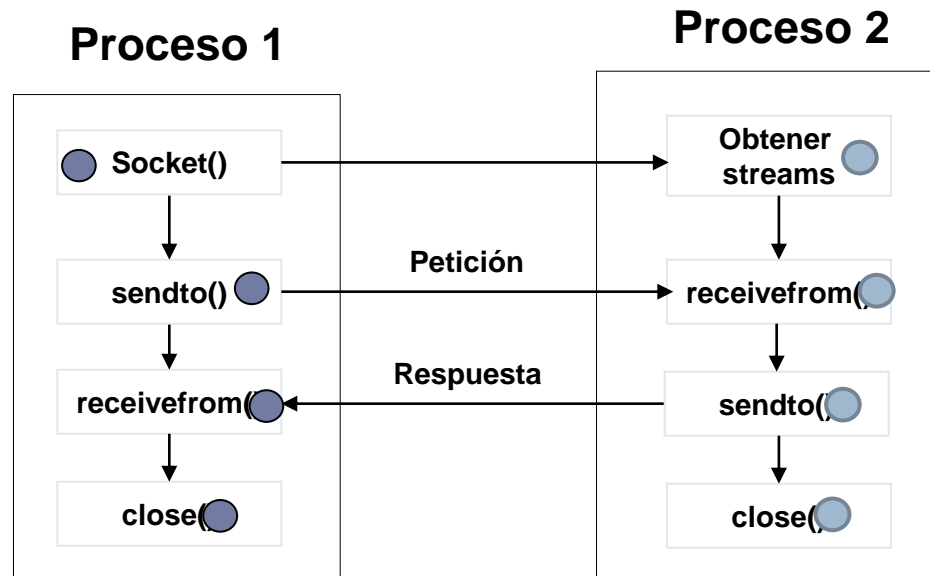 Proceso 1
Proceso 2
Socket()
Obtener
streams
Petición
sendto()
receivefrom()
Respuesta
receivefrom()
sendto()
close()
close()